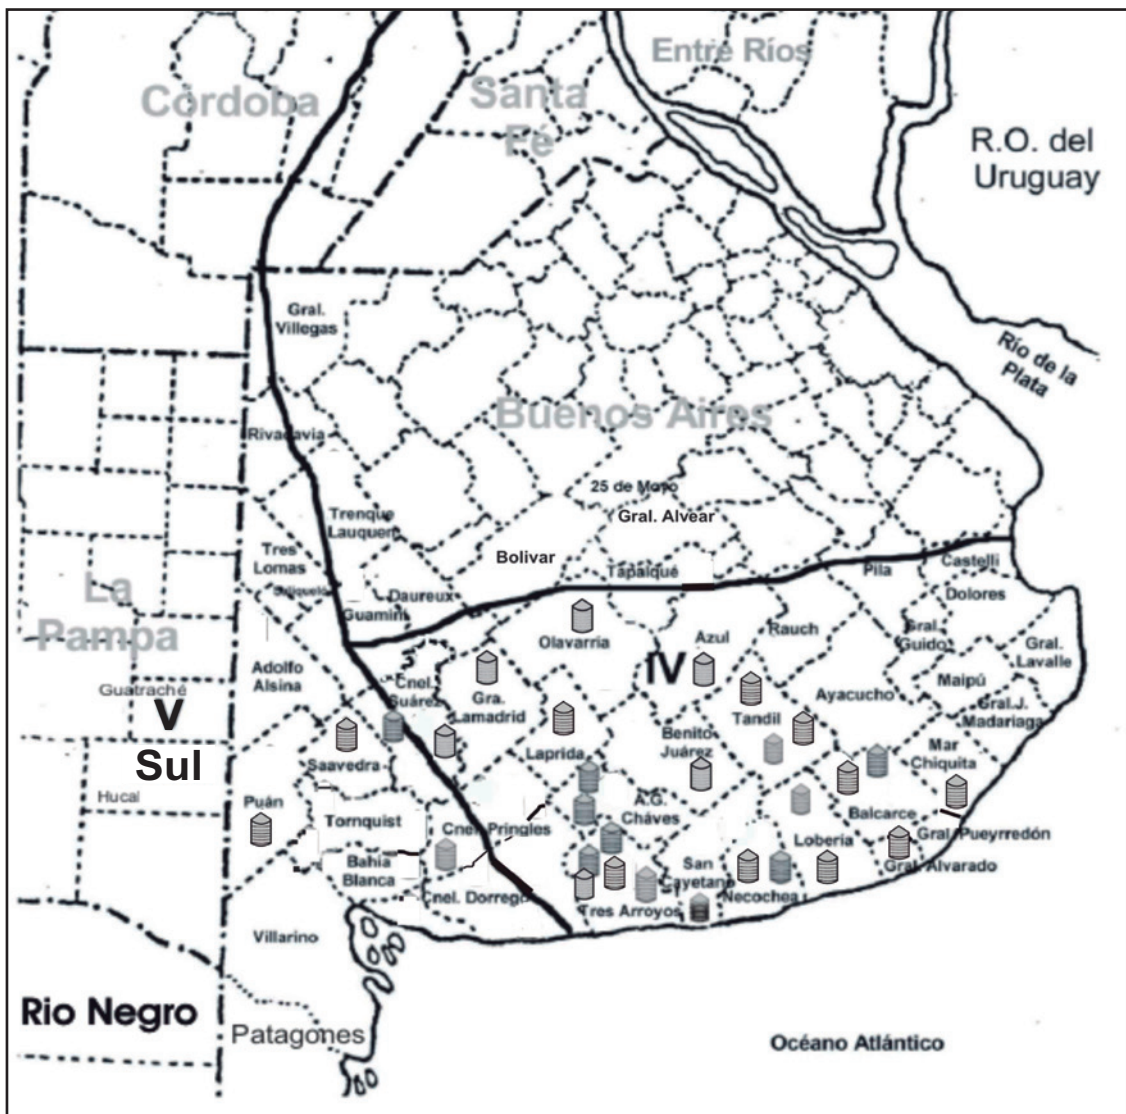 Entre Ríos
Córdoba
Santa
Fé
R.O. del
Uruguay
Gral.
Villegas
Río de la
Plata
Buenos Aires
Rivadavia
25 de Mayo
Trenque
Lauquen
Gral. Alvear
Tres
Lomas
Bolivar
Tapalqué
Pila
Castelli
La
Pampa
Daureux
Guamini
Dolores
Olavarria
Azul
Rauch
Gral.
Guido
Gral.
Lavalle
Adolfo
Alsina
Guatraché
Cnel.
Suárez
IV
Maipú
V
Sul
Gra.
Lamadrid
Ayacucho
Gral.J.
Madariaga
Tandil
Benito
Juárez
Mar
Chiquita
Laprida
Saavedra
Hucal
Puán
A.G.
Cháves
Balcarce
Tornquist
Cnel.Pringles
Lobería
Gral.Pueyrredón
Bahía
Blanca
San
Cayetano
Gral.Alvarado
Cnel. Dorrego
Necochea
Tres Arroyos
Villarino
Rio Negro
Patagones
Océano Atlántico